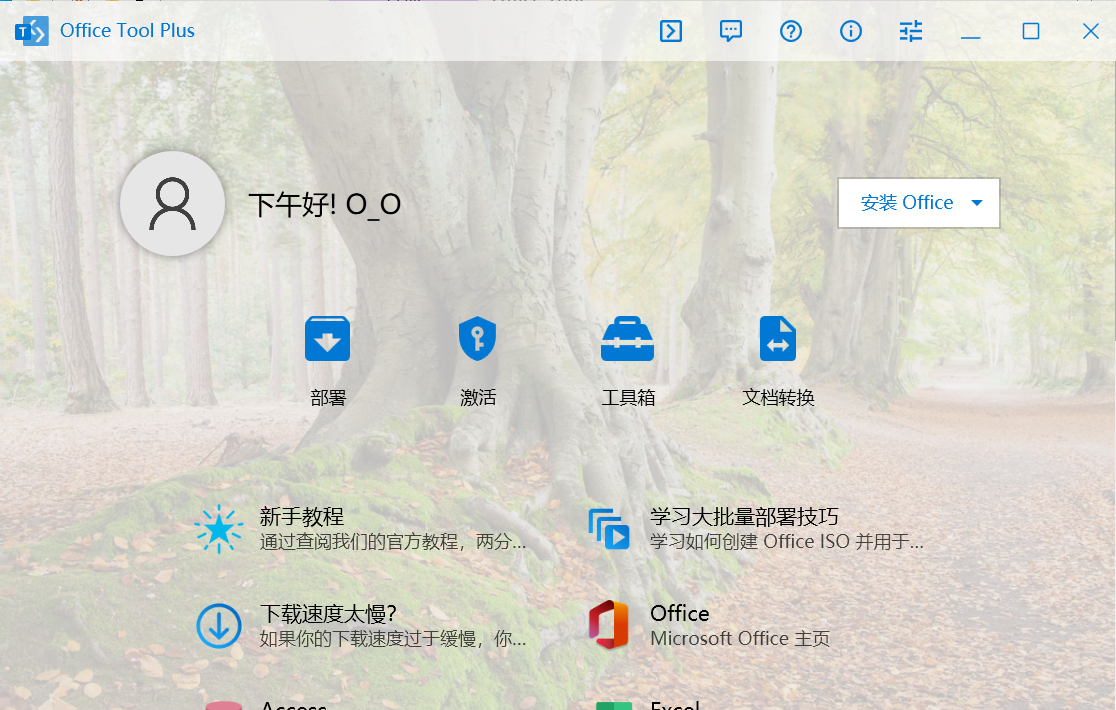 Office Tool Plus
下午好! O_O
安装 Office
部署
激活
工具箱
文档转换
新手教程
通过查阅我们的官方教程，两分...
学习大批量部署技巧
学习如何创建 Office ISO 并用于...
下载速度太慢?
如果你的下载速度过于缓慢，你...
Office
Microsoft Office 主页
Access
Excel